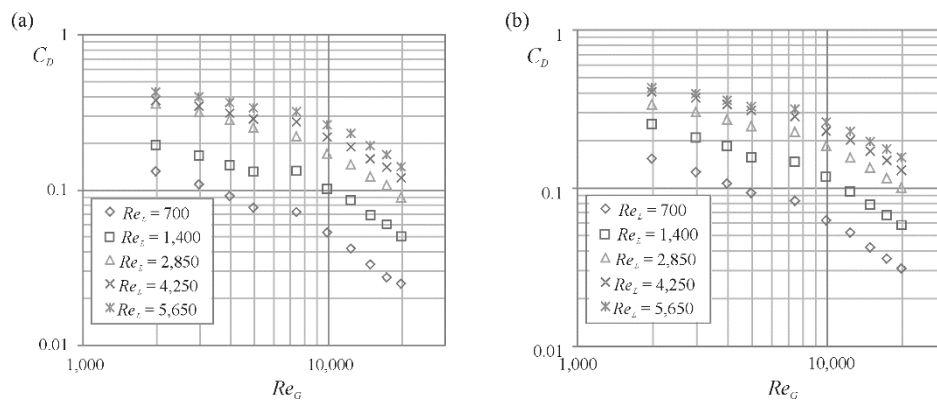 (a)
1
C_D
0.1
◇ Re_L = 700
□ Re_L = 1,400
△ Re_L = 2,850
× Re_L = 4,250
ж Re_L = 5,650
0.01
1,000 10,000
Re_G
(b)
1
C_D
0.1
◇ Re_L = 700
□ Re_L = 1,400
△ Re_L = 2,850
× Re_L = 4,250
ж Re_L = 5,650
0.01
1,000 10,000
Re_G